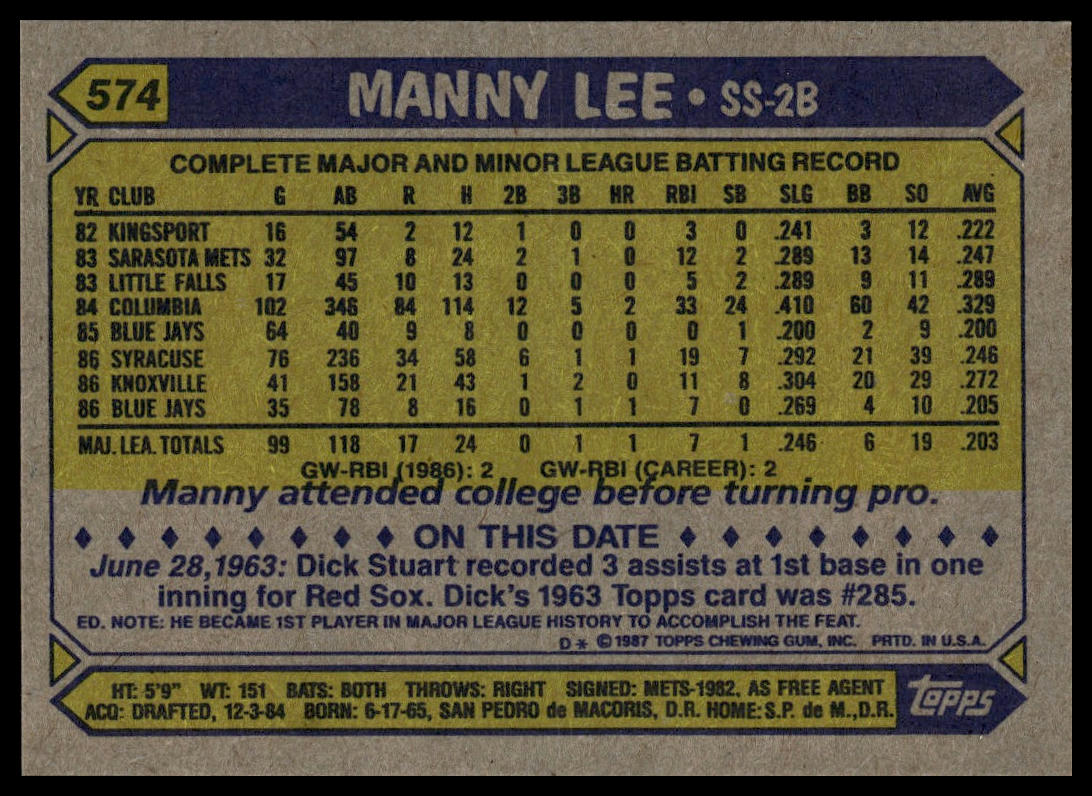 574 MANNY LEE • SS-2B
COMPLETE MAJOR AND MINOR LEAGUE BATTING RECORD
YR CLUB G AB R H 2B 3B HR RBI SB SLG BB SO AVG
82 KINGSPORT 16 54 2 12 1 0 0 3 0 .241 3 12 .222
83 SARASOTA METS 32 97 8 24 2 1 0 12 2 .289 13 14 .247
83 LITTLE FALLS 17 45 10 13 0 0 0 5 2 .289 9 11 .289
84 COLUMBIA 102 346 84 114 12 5 2 33 24 .410 60 42 .329
85 BLUE JAYS 64 40 9 8 0 0 0 0 1 .200 2 9 .200
86 SYRACUSE 76 236 34 58 6 1 1 19 7 .292 21 39 .246
86 KNOXVILLE 41 158 21 43 1 2 0 11 8 .304 20 29 .272
86 BLUE JAYS 35 78 8 16 0 1 1 7 0 .269 4 10 .205
MAJ. LEA. TOTALS 99 118 17 24 0 1 1 7 1 .246 6 19 .203
GW-RBI (1986): 2 GW-RBI (CAREER): 2
Manny attended college before turning pro.
♦ ♦ ♦ ♦ ♦ ♦ ♦ ♦ ON THIS DATE ♦ ♦ ♦ ♦ ♦ ♦ ♦ ♦
June 28, 1963: Dick Stuart recorded 3 assists at 1st base in one
inning for Red Sox. Dick's 1963 Topps card was #285.
ED. NOTE: HE BECAME 1ST PLAYER IN MAJOR LEAGUE HISTORY TO ACCOMPLISH THE FEAT.
D* © 1987 TOPPS CHEWING GUM, INC. PRTD. IN U.S.A.
HT: 5'9" WT: 151 BATS: BOTH THROWS: RIGHT SIGNED: METS-1982, AS FREE AGENT
ACQ: DRAFTED, 12-3-84 BORN: 6-17-65, SAN PEDRO de MACORIS, D.R. HOME: S.P. de M., D.R.
topps